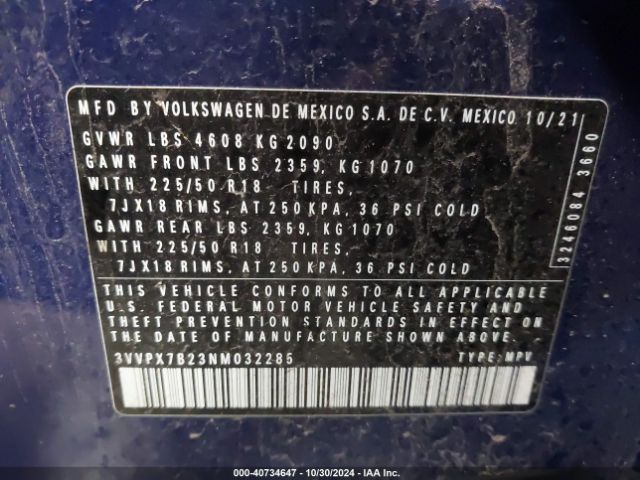 MFD BY VOLKSWAGEN DE MEXICO S.A. DE C.V. MEXICO 10/21
GVWR LBS 4608 KG 2090
GAWR FRONT LBS 2359, KG 1070
WITH 225/50 R18 TIRES,
7JX18 RIMS, AT 250 KPA, 36 PSI COLD
GAWR REAR LBS 2359, KG 1070
WITH 225/50 R18 TIRES,
7JX18 RIMS, AT 250 KPA, 36 PSI COLD
THIS VEHICLE CONFORMS TO ALL APPLICABLE
U.S. FEDERAL MOTOR VEHICLE SAFETY AND
THEFT PREVENTION STANDARDS IN EFFECT ON
THE DATE OF MANUFACTURE SHOWN ABOVE.
3VVPX7B23NM032285 TYPE: MPV
3246084 3660
000-40734647 - 10/30/2024 - IAA Inc.